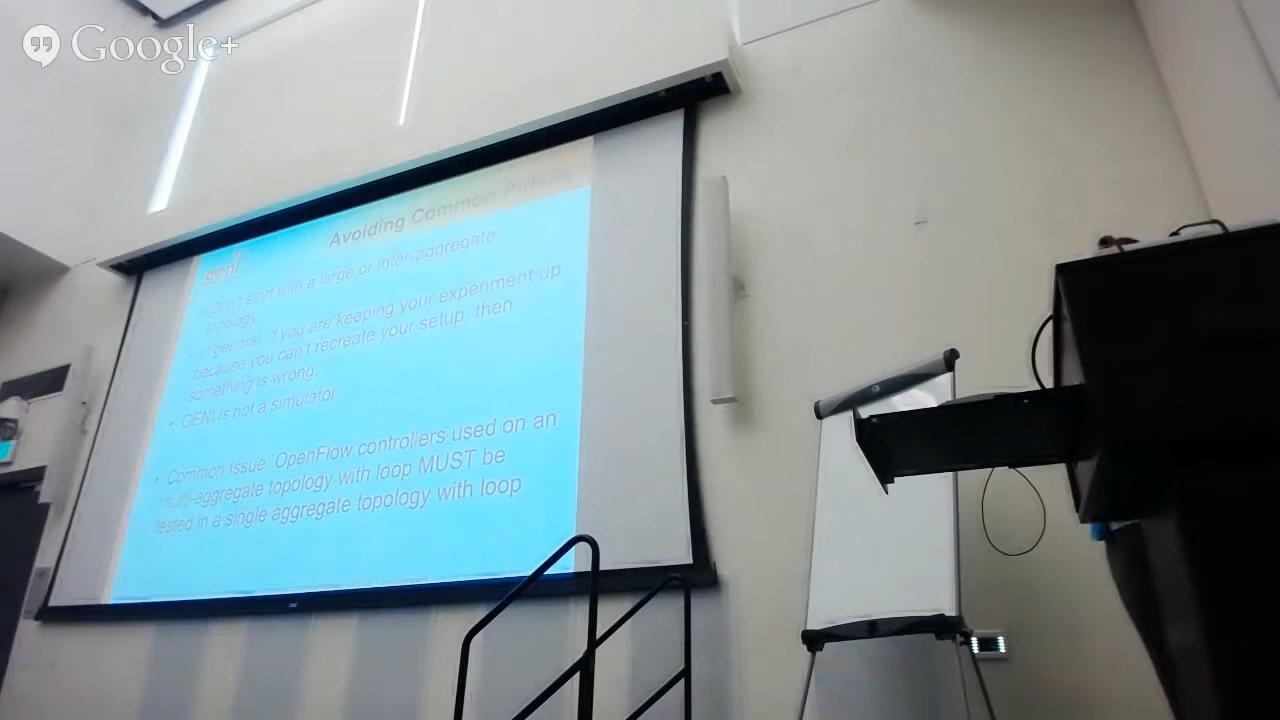 Google+
Avoiding Common
geni
• Don't start with a large or inter-aggregate
topology
• In general, if you are keeping your experiment up
because you can't recreate your setup, then
something is wrong.
• GENI is not a simulator
• Common Issue: OpenFlow controllers used on an
multi-aggregate topology with loop MUST be
tested in a single aggregate topology with loop